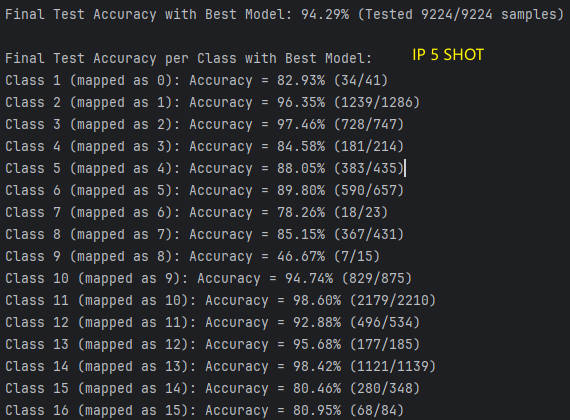 Final Test Accuracy with Best Model: 94.29% (Tested 9224/9224 samples)
Final Test Accuracy per Class with Best Model:
IP 5 SHOT
Class 1 (mapped as 0): Accuracy = 82.93% (34/41)
Class 2 (mapped as 1): Accuracy = 96.35% (1239/1286)
Class 3 (mapped as 2): Accuracy = 97.46% (728/747)
Class 4 (mapped as 3): Accuracy = 84.58% (181/214)
Class 5 (mapped as 4): Accuracy = 88.05% (383/435)
Class 6 (mapped as 5): Accuracy = 89.80% (590/657)
Class 7 (mapped as 6): Accuracy = 78.26% (18/23)
Class 8 (mapped as 7): Accuracy = 85.15% (367/431)
Class 9 (mapped as 8): Accuracy = 46.67% (7/15)
Class 10 (mapped as 9): Accuracy = 94.74% (829/875)
Class 11 (mapped as 10): Accuracy = 98.60% (2179/2210)
Class 12 (mapped as 11): Accuracy = 92.88% (496/534)
Class 13 (mapped as 12): Accuracy = 95.68% (177/185)
Class 14 (mapped as 13): Accuracy = 98.42% (1121/1139)
Class 15 (mapped as 14): Accuracy = 80.46% (280/348)
Class 16 (mapped as 15): Accuracy = 80.95% (68/84)